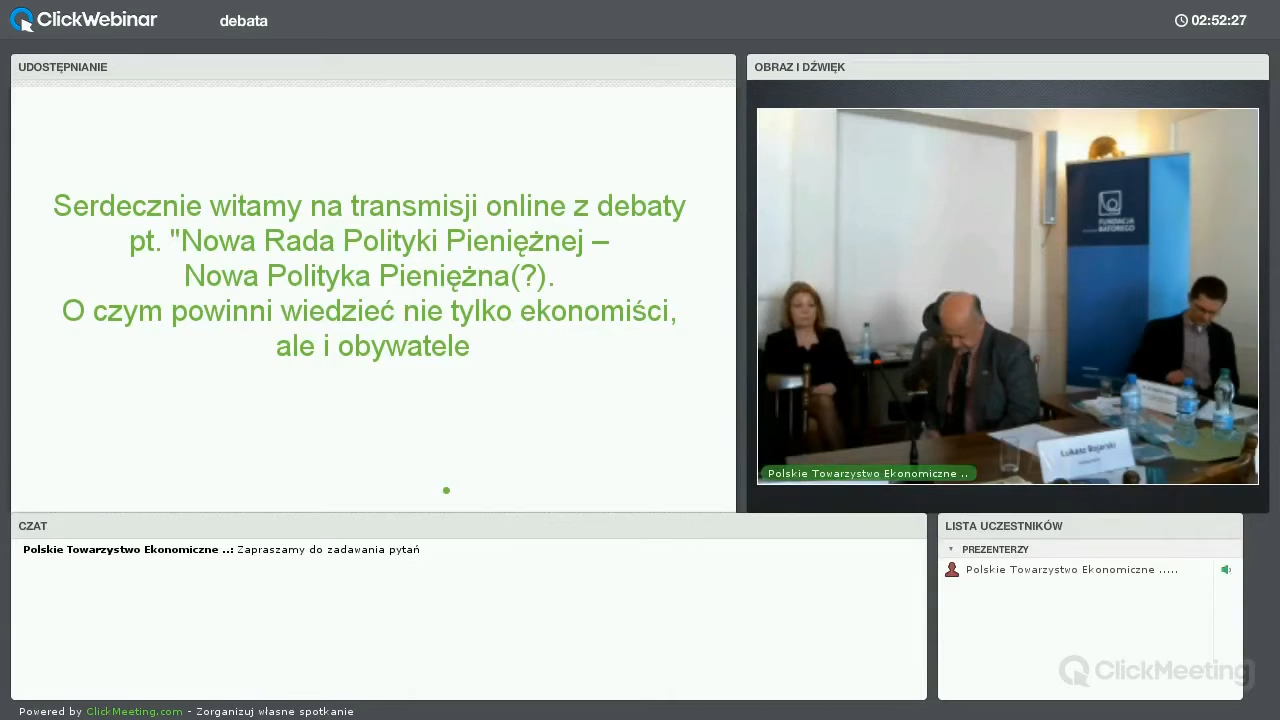 ClickWebinar
debata
02:52:27
UDOSTĘPNIANIE
Serdecznie witamy na transmisji online z debaty
pt. "Nowa Rada Polityki Pieniężnej –
Nowa Polityka Pieniężna(?).
O czym powinni wiedzieć nie tylko ekonomiści,
ale i obywatele
OBRAZ I DŹWIĘK
FUNDACJA
BATOREGO
Łukasz Bojarski
Polskie Towarzystwo Ekonomiczne ..
CZAT
Polskie Towarzystwo Ekonomiczne ..: Zapraszamy do zadawania pytań
LISTA UCZESTNIKÓW
PREZENTERZY
Polskie Towarzystwo Ekonomiczne .....
ClickMeeting
Powered by ClickMeeting.com - Zorganizuj własne spotkanie